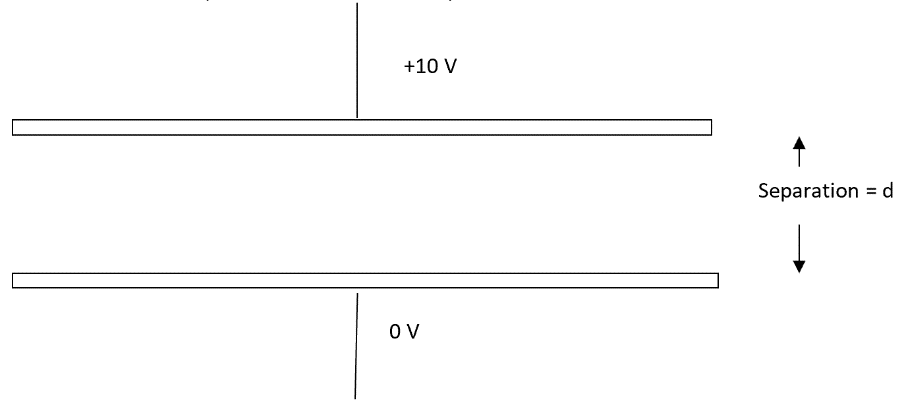 +10 V
Separation = d
0 V